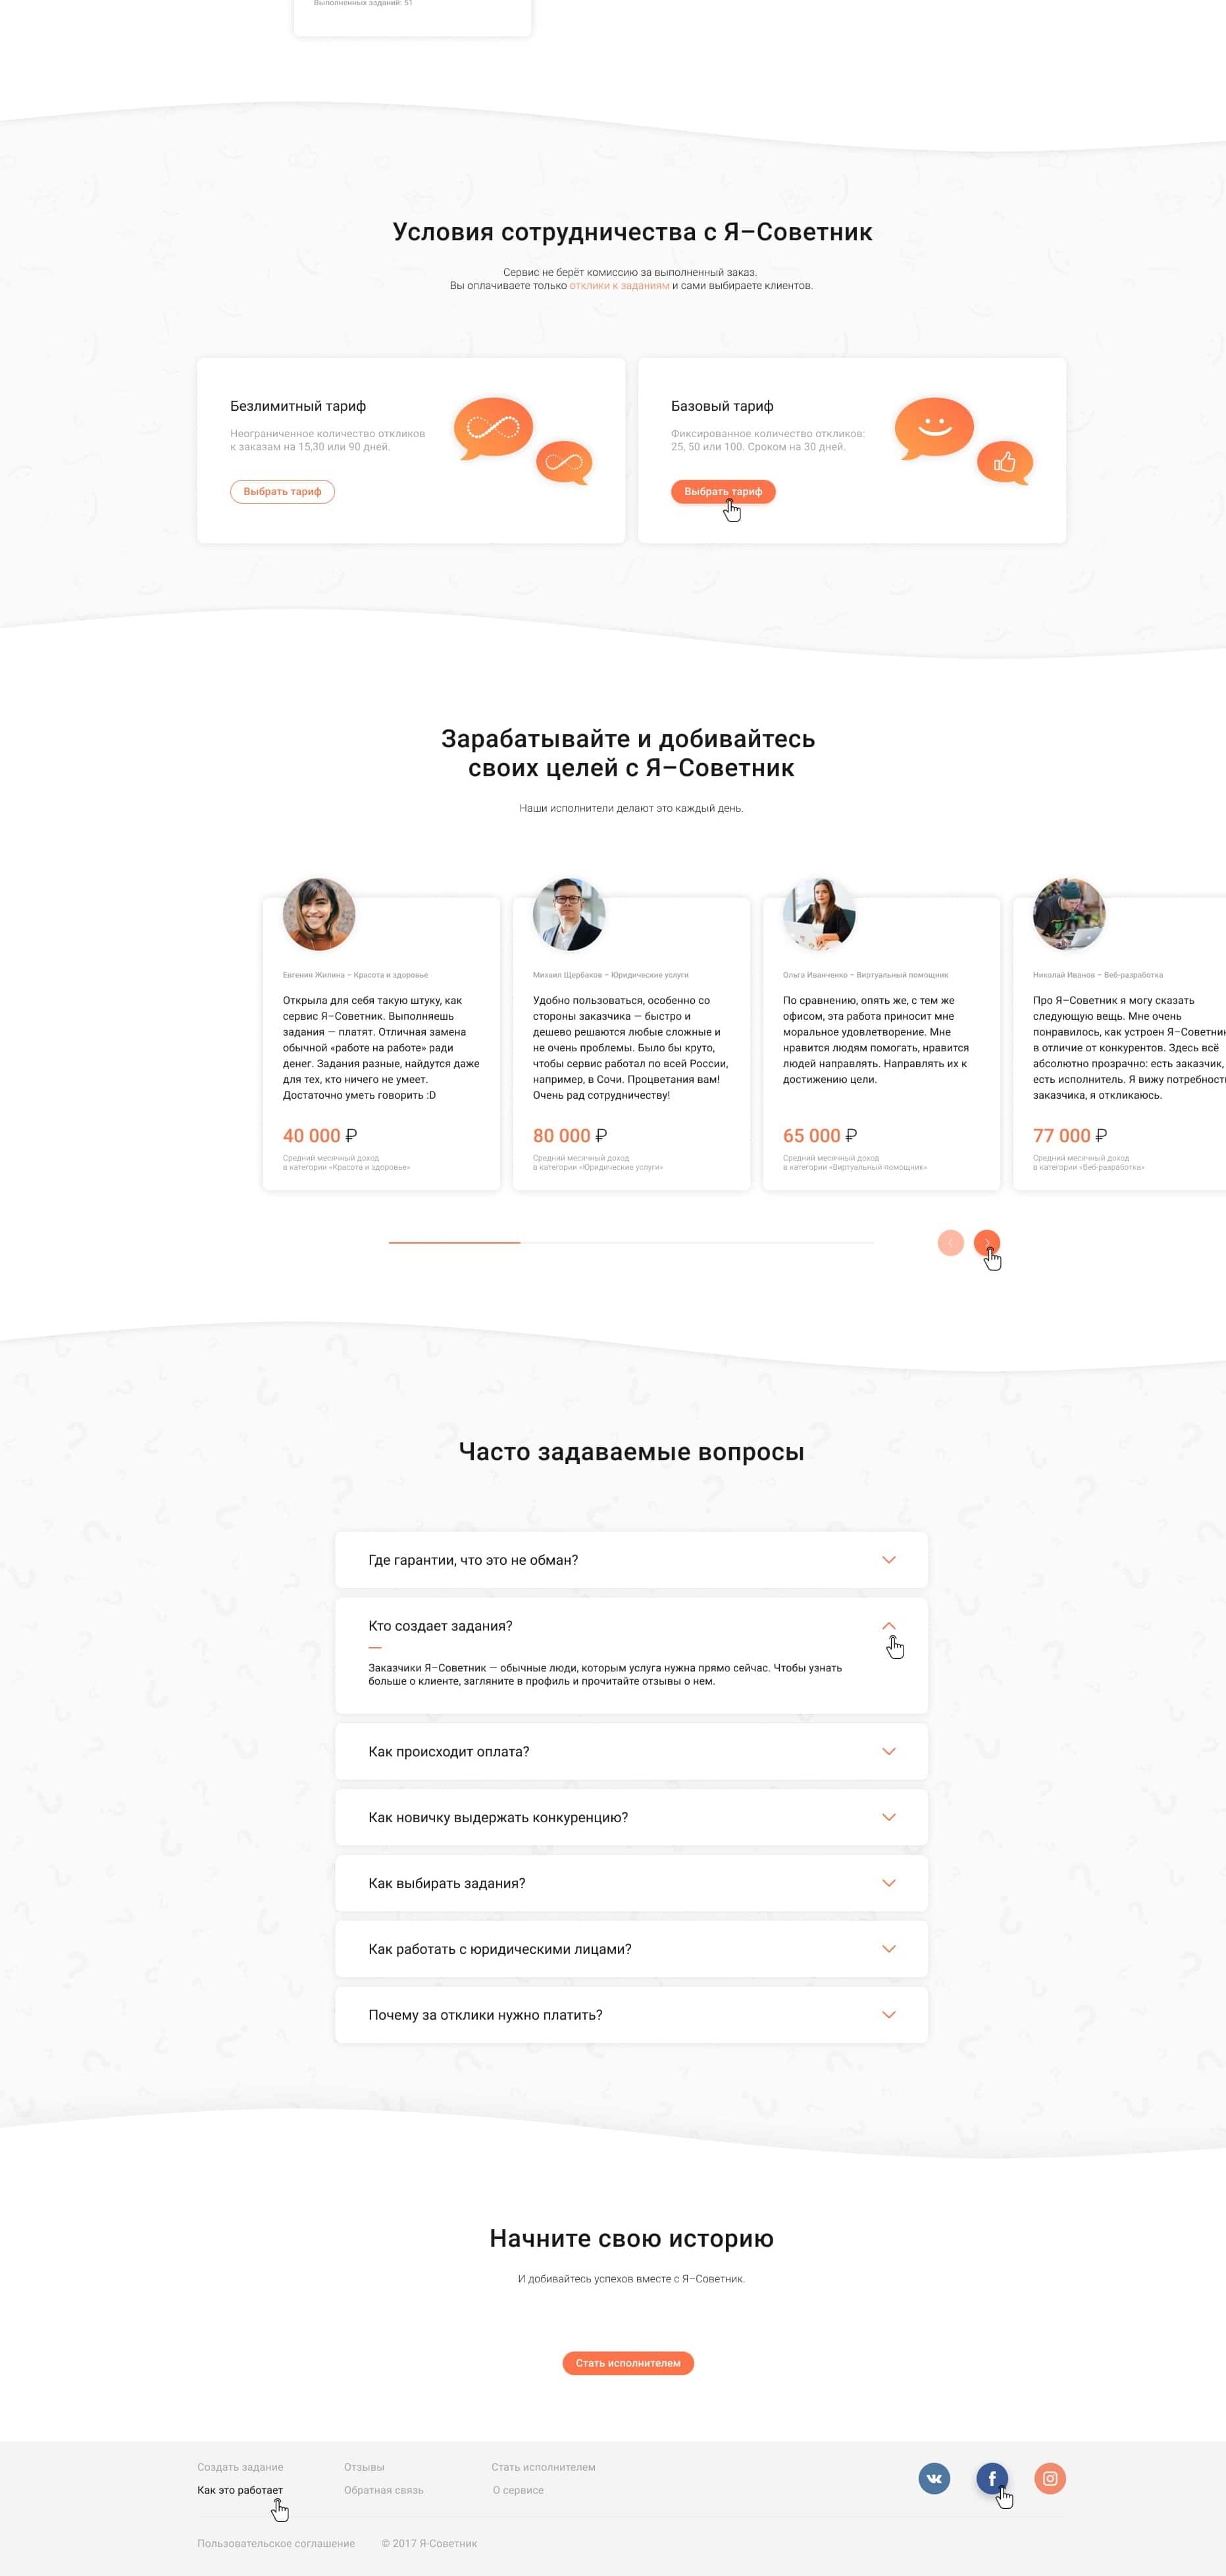 Выполненных заданий: 51
Условия сотрудничества с Я–Советник
Сервис не берёт комиссию за выполненный заказ.
Вы оплачиваете только отклики к заданиям и сами выбираете клиентов.
Безлимитный тариф
Неограниченное количество откликов
к заказам на 15,30 или 90 дней.
Выбрать тариф
Базовый тариф
Фиксированное количество откликов:
25, 50 или 100. Сроком на 30 дней.
Выбрать тариф
Зарабатывайте и добивайтесь
своих целей с Я–Советник
Наши исполнители делают это каждый день.
Евгения Жилина – Красота и здоровье
Открыла для себя такую штуку, как
сервис Я–Советник. Выполняешь
задания — платят. Отличная замена
обычной «работе на работе» ради
денег. Задания разные, найдутся даже
для тех, кто ничего не умеет.
Достаточно уметь говорить :D
40 000 ₽
Средний месячный доход
в категории «Красота и здоровье»
Михаил Щербаков – Юридические услуги
Удобно пользоваться, особенно со
стороны заказчика — быстро и
дешево решаются любые сложные и
не очень проблемы. Было бы круто,
чтобы сервис работал по всей России,
например, в Сочи. Процветания вам!
Очень рад сотрудничеству!
80 000 ₽
Средний месячный доход
в категории «Юридические услуги»
Ольга Иванченко – Виртуальный помощник
По сравнению, опять же, с тем же
офисом, эта работа приносит мне
моральное удовлетворение. Мне
нравится людям помогать, нравится
людей направлять. Направлять их к
достижению цели.
65 000 ₽
Средний месячный доход
в категории «Виртуальный помощник»
Николай Иванов – Веб-разработка
Про Я–Советник я могу сказать
следующую вещь. Мне очень
понравилось, как устроен Я–Советник
в отличие от конкурентов. Здесь всё
абсолютно прозрачно: есть заказчик,
есть исполнитель. Я вижу потребность
заказчика, я откликаюсь.
77 000 ₽
Средний месячный доход
в категории «Веб-разработка»
Часто задаваемые вопросы
Где гарантии, что это не обман?
Кто создает задания?
Заказчики Я–Советник — обычные люди, которым услуга нужна прямо сейчас. Чтобы узнать
больше о клиенте, загляните в профиль и прочитайте отзывы о нем.
Как происходит оплата?
Как новичку выдержать конкуренцию?
Как выбирать задания?
Как работать с юридическими лицами?
Почему за отклики нужно платить?
Начните свою историю
И добивайтесь успехов вместе с Я–Советник.
Стать исполнителем
Создать задание
Отзывы
Стать исполнителем
Как это работает
Обратная связь
О сервисе
Пользовательское соглашение
© 2017 Я-Советник